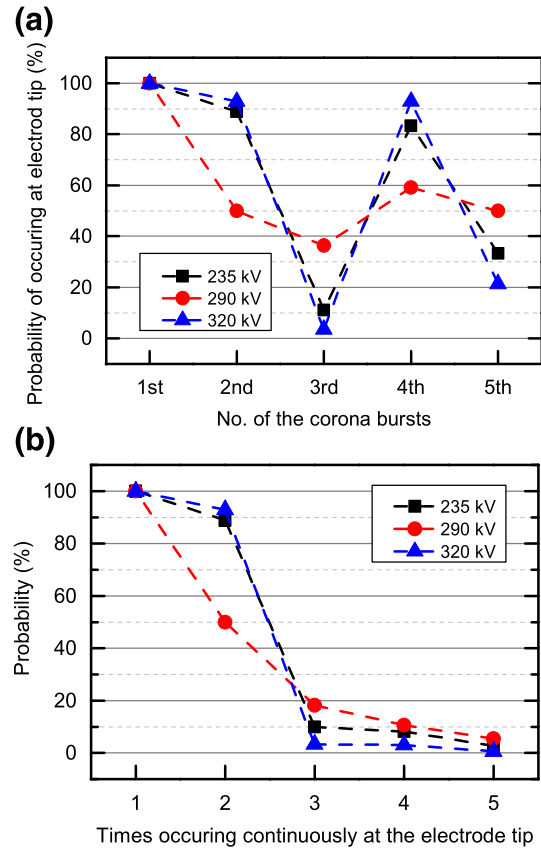 (a)
Probability of occuring at electrod tip (%)
100
80
60
40
20
0
235 kV
290 kV
320 kV
1st 2nd 3rd 4th 5th
No. of the corona bursts
(b)
Probability (%)
100
80
60
40
20
0
235 kV
290 kV
320 kV
1 2 3 4 5
Times occuring continuously at the electrode tip